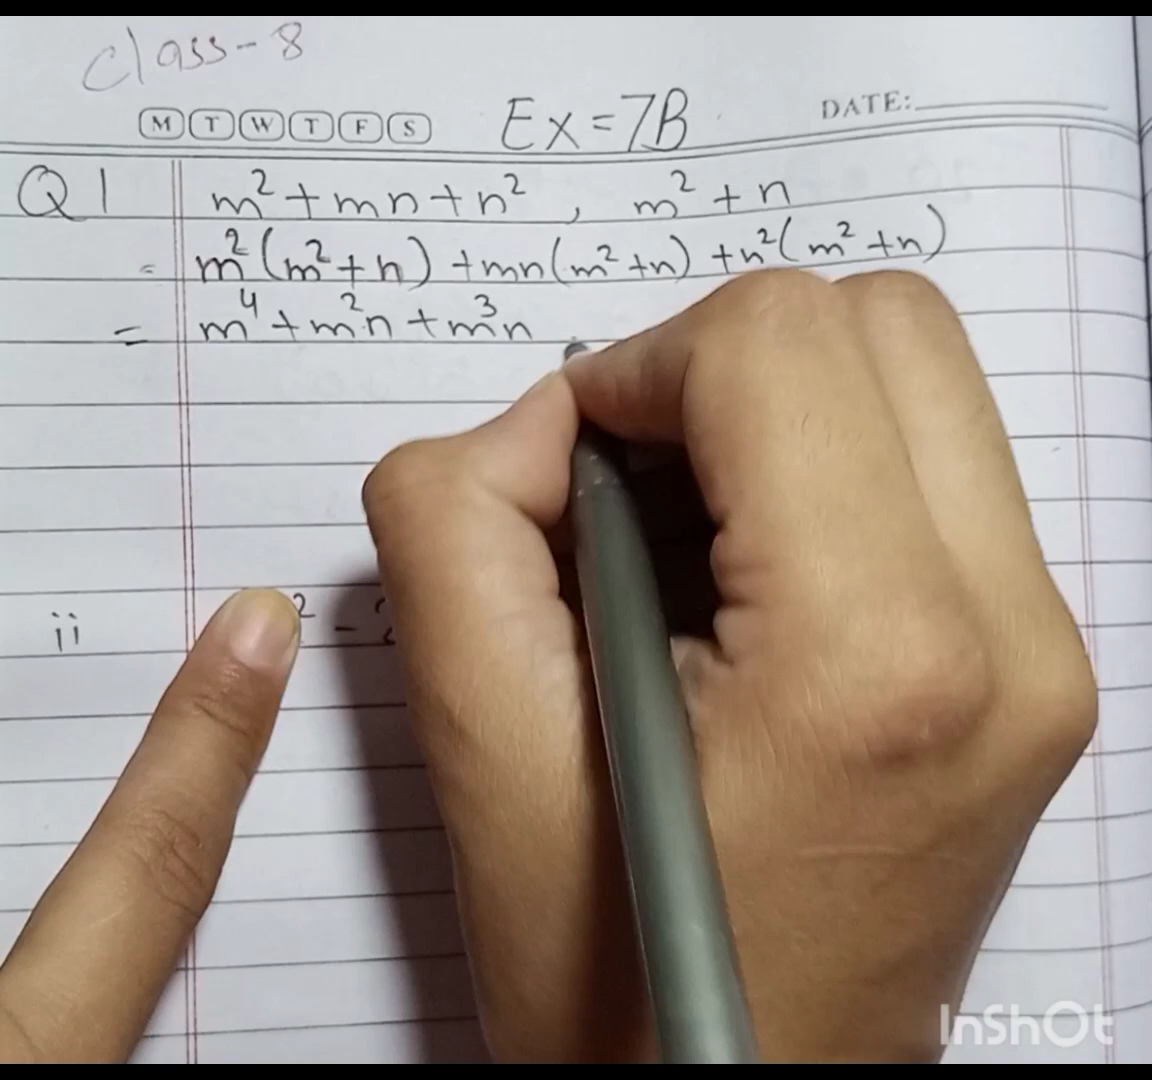 Class-8
M T W T F S Ex=7B DATE:
Q1 m²+mn+n² , m²+n
= m²(m²+n)+mn(m²+n)+n²(m²+n)
= m⁴+m²n+m³n
ii ² -
InShOt